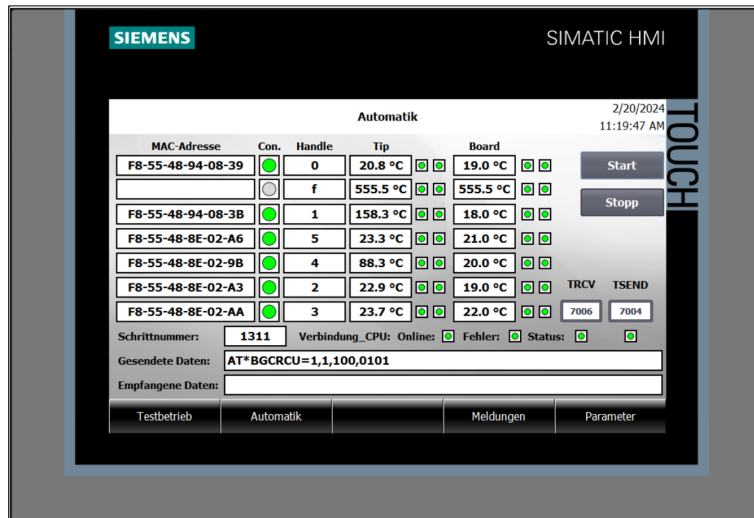 SIEMENS SIMATIC HMI
TOUCH
Automatik 2/20/2024
11:19:47 AM
MAC-Adresse Con. Handle Tip Board
F8-55-48-94-08-39 0 20.8 °C 19.0 °C Start
f 555.5 °C 555.5 °C Stopp
F8-55-48-94-08-3B 1 158.3 °C 18.0 °C
F8-55-48-8E-02-A6 5 23.3 °C 21.0 °C
F8-55-48-8E-02-9B 4 88.3 °C 20.0 °C
F8-55-48-8E-02-A3 2 22.9 °C 19.0 °C TRCV TSEND
F8-55-48-8E-02-AA 3 23.7 °C 22.0 °C 7006 7004
Schrittnummer: 1311 Verbindung_CPU: Online: Fehler: Status:
Gesendete Daten: AT*BGCRCU=1,1,100,0101
Empfangene Daten:
Testbetrieb Automatik Meldungen Parameter